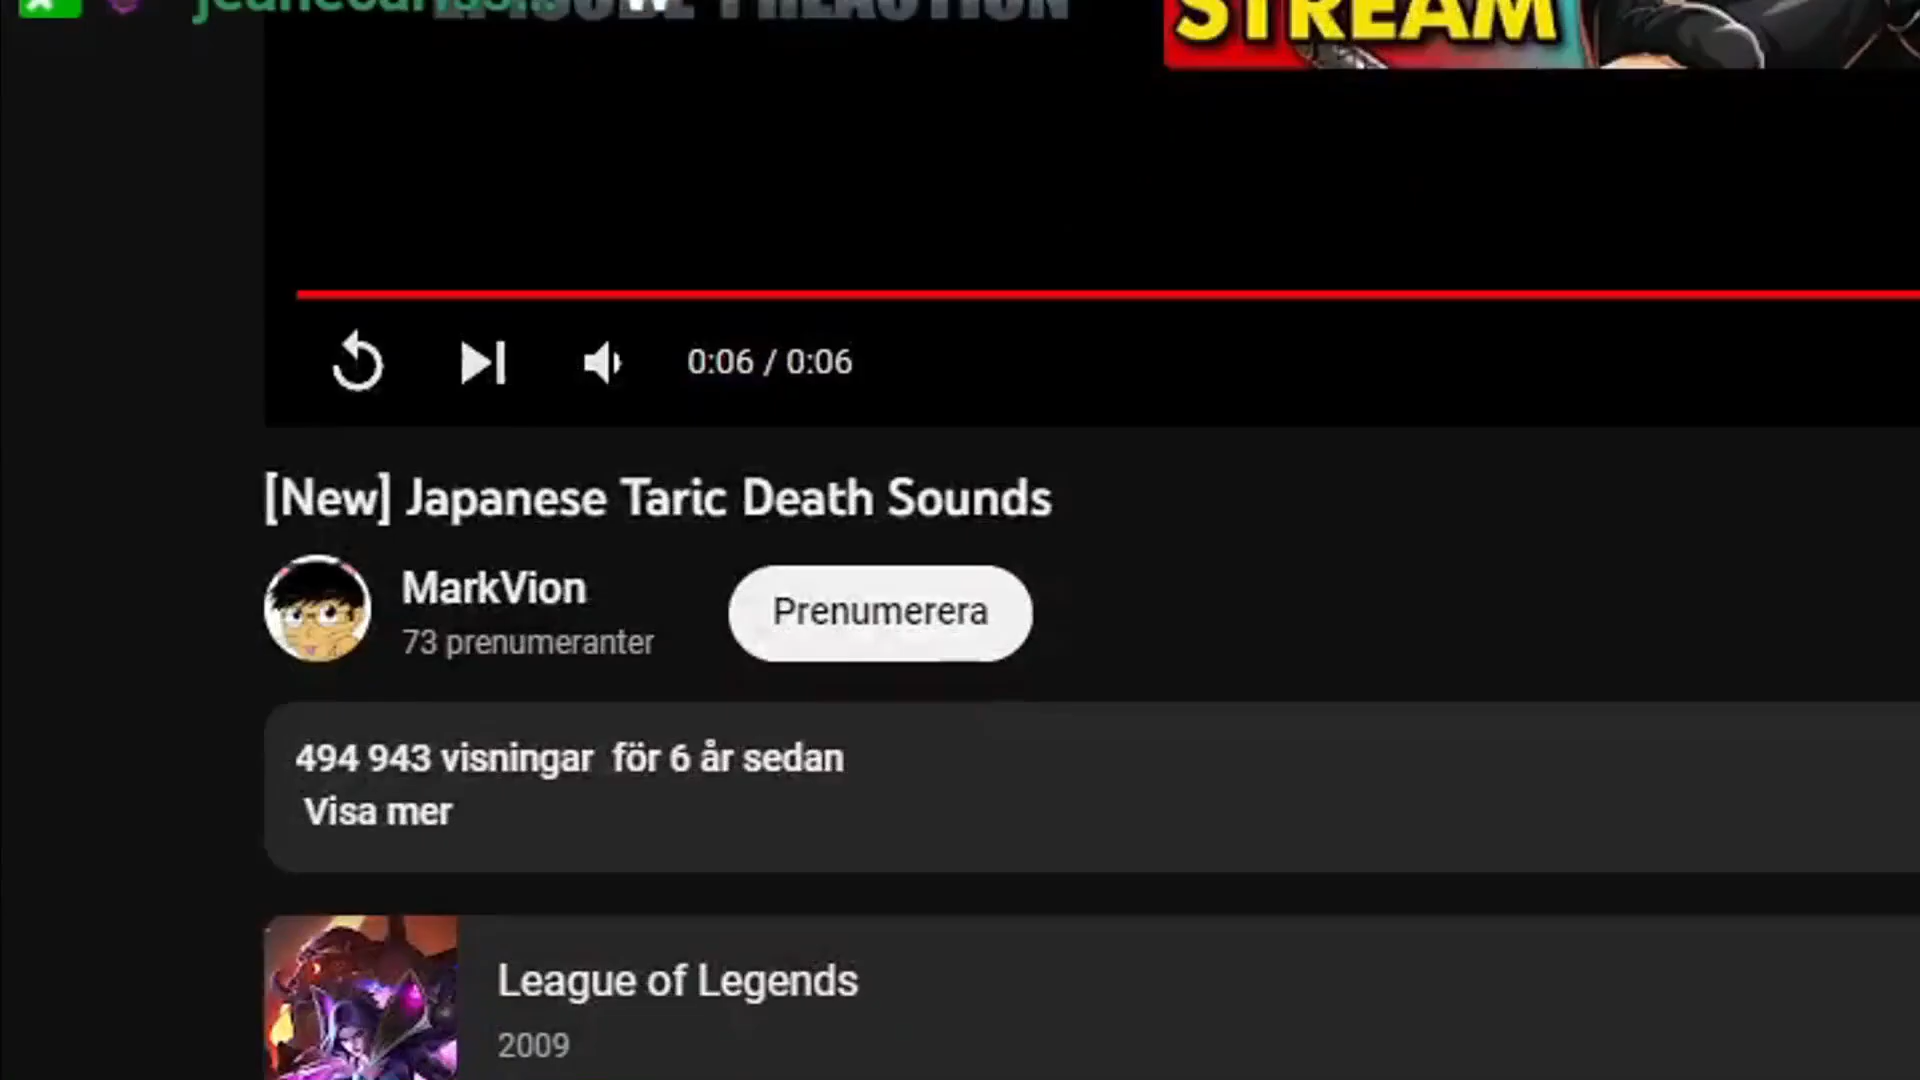 STREAM
0:06 / 0:06
[New] Japanese Taric Death Sounds
MarkVion
73 prenumeranter
Prenumerera
494 943 visningar för 6 år sedan
Visa mer
League of Legends
2009